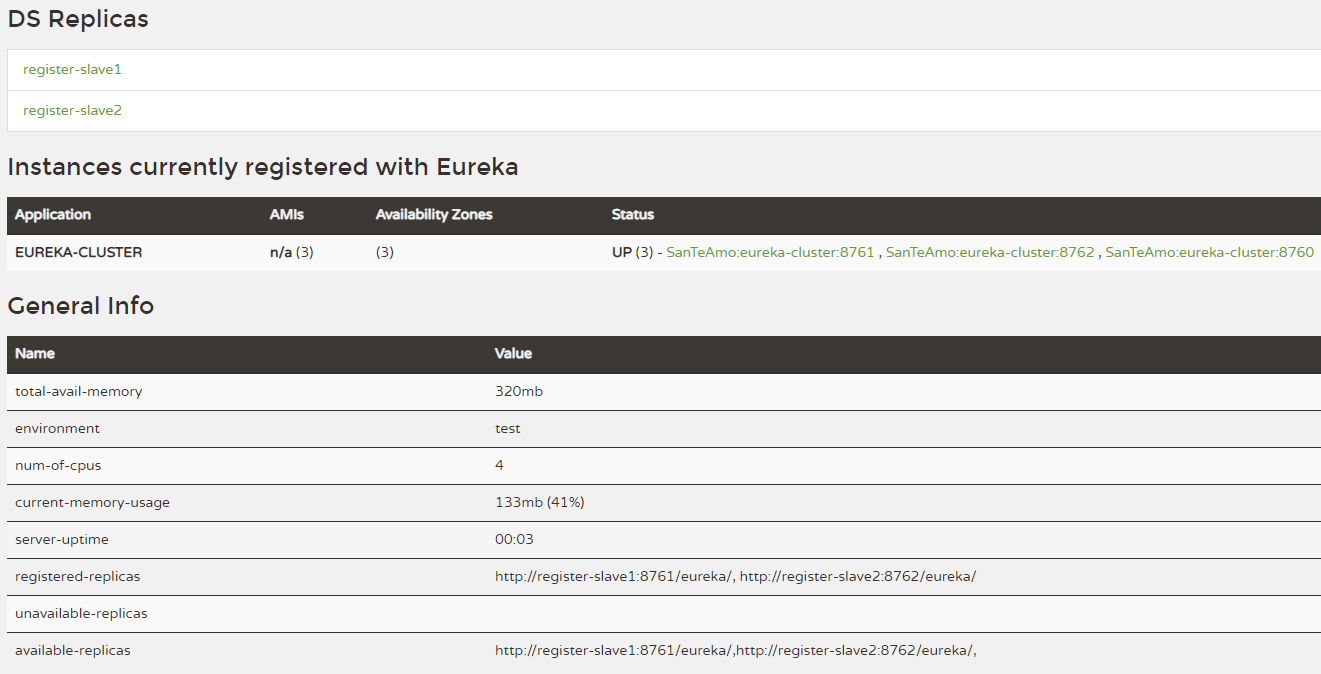 DS Replicas
register-slave1
register-slave2
Instances currently registered with Eureka
Application AMIs Availability Zones Status
EUREKA-CLUSTER n/a (3) (3) UP (3) - SanTeAmo:eureka-cluster:8761 , SanTeAmo:eureka-cluster:8762 , SanTeAmo:eureka-cluster:8760
General Info
Name Value
total-avail-memory 320mb
environment test
num-of-cpus 4
current-memory-usage 133mb (41%)
server-uptime 00:03
registered-replicas http://register-slave1:8761/eureka/, http://register-slave2:8762/eureka/
unavailable-replicas
available-replicas http://register-slave1:8761/eureka/,http://register-slave2:8762/eureka/,